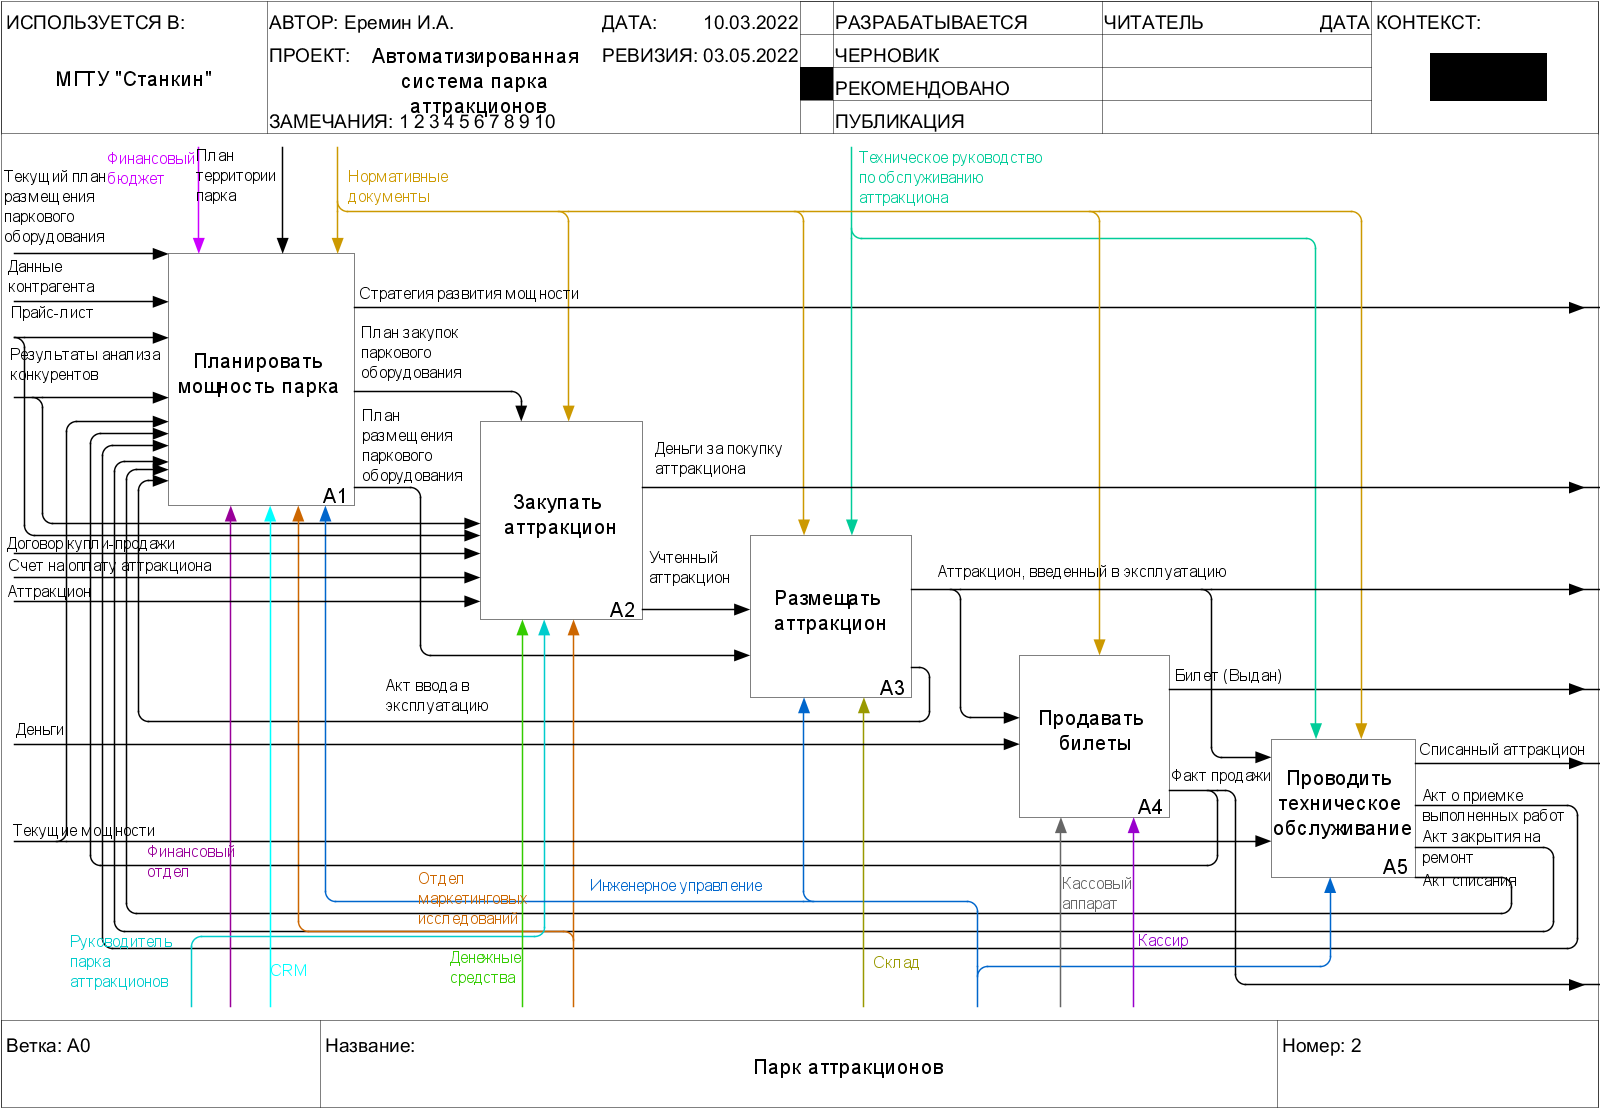 ИСПОЛЬЗУЕТСЯ В:
МГТУ "Станкин"
АВТОР: Еремин И.А.
ДАТА: 10.03.2022
ПРОЕКТ: Автоматизированная
система парка
аттракционов
РЕВИЗИЯ: 03.05.2022
ЗАМЕЧАНИЯ: 1 2 3 4 5 6 7 8 9 10
РАЗРАБАТЫВАЕТСЯ
ЧЕРНОВИК
РЕКОМЕНДОВАНО
ПУБЛИКАЦИЯ
ЧИТАТЕЛЬ
ДАТА
КОНТЕКСТ:
Финансовый
бюджет
План
территории
парка
Нормативные
документы
Техническое руководство
по обслуживанию
аттракциона
Текущий план
размещения
паркового
оборудования
Данные
контрагента
Прайс-лист
Результаты анализа
конкурентов
Планировать
мощность парка
A1
Стратегия развития мощности
План закупок
паркового
оборудования
План
размещения
паркового
оборудования
Закупать
аттракцион
A2
Деньги за покупку
аттракциона
Учтенный
аттракцион
Договор купли-продажи
Счет на оплату аттракциона
Аттракцион
Размещать
аттракцион
A3
Аттракцион, введенный в эксплуатацию
Акт ввода в
эксплуатацию
Деньги
Продавать
билеты
A4
Билет (Выдан)
Факт продажи
Проводить
техническое
обслуживание
A5
Списанный аттракцион
Акт о приемке
выполненных работ
Акт закрытия на
ремонт
Акт списания
Текущие мощности
Финансовый
отдел
Отдел
маркетинговых
исследований
Инженерное управление
Кассовый
аппарат
Руководитель
парка
аттракционов
CRM
Денежные
средства
Склад
Кассир
Ветка: A0
Название:
Парк аттракционов
Номер: 2